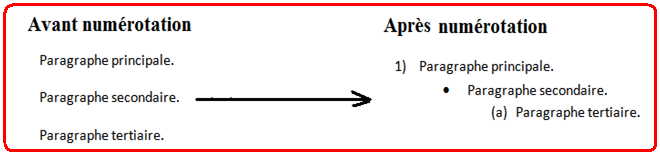 Avant numérotation
Paragraphe principale.
Paragraphe secondaire.
Paragraphe tertiaire.
Après numérotation
1) Paragraphe principale.
• Paragraphe secondaire.
(a) Paragraphe tertiaire.